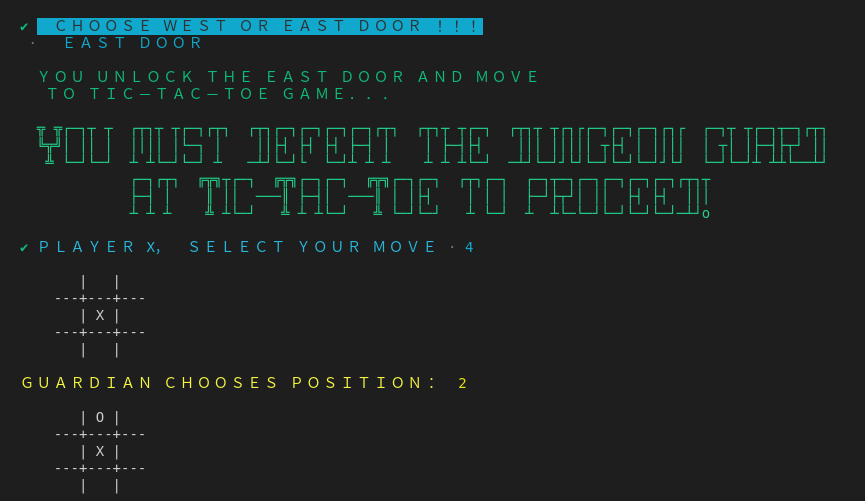 ✔ CHOOSE WEST OR EAST DOOR !!!
· EAST DOOR
YOU UNLOCK THE EAST DOOR AND MOVE
TO TIC-TAC-TOE GAME...
YOU MUST DEFEAT THE DUNGEON GUARDIAN
AT TIC-TAC-TOE TO PROCEED!
✔ PLAYER X, SELECT YOUR MOVE · 4
|   |
---+---+---
| X |
---+---+---
|   |
GUARDIAN CHOOSES POSITION: 2
| O |
---+---+---
| X |
---+---+---
|   |